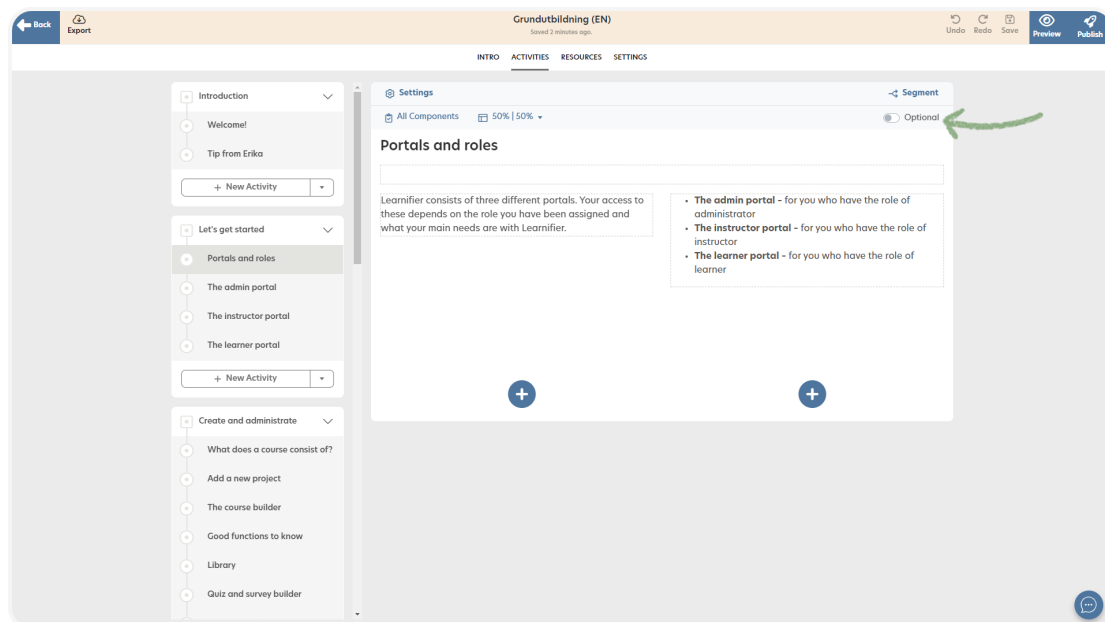 Back
Export
Grundutbildning (EN)
Saved 2 minutes ago.
Undo Redo Save Preview Publish
INTRO ACTIVITIES RESOURCES SETTINGS
Introduction
Welcome!
Tip from Erika
+ New Activity
Let's get started
Portals and roles
The admin portal
The instructor portal
The learner portal
+ New Activity
Create and administrate
What does a course consist of?
Add a new project
The course builder
Good functions to know
Library
Quiz and survey builder
Settings
Segment
All Components
50% | 50%
Optional
Portals and roles
Learnifier consists of three different portals. Your access to
these depends on the role you have been assigned and
what your main needs are with Learnifier.
• The admin portal - for you who have the role of
administrator
• The instructor portal - for you who have the role of
instructor
• The learner portal - for you who have the role of
learner